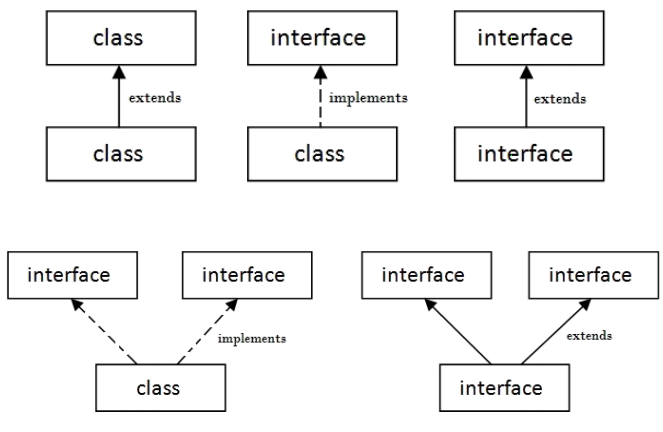 class interface interface
extends implements extends
class class interface
interface interface interface interface
implements extends
class interface